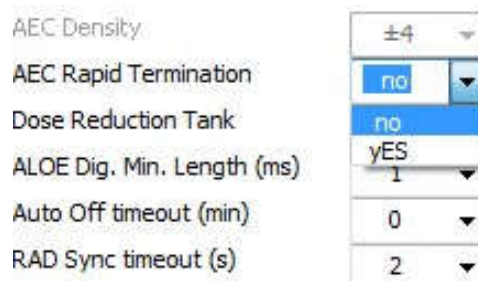 AEC Density ±4
AEC Rapid Termination no
Dose Reduction Tank no
yES
ALOE Dig. Min. Length (ms) 1
Auto Off timeout (min) 0
RAD Sync timeout (s) 2